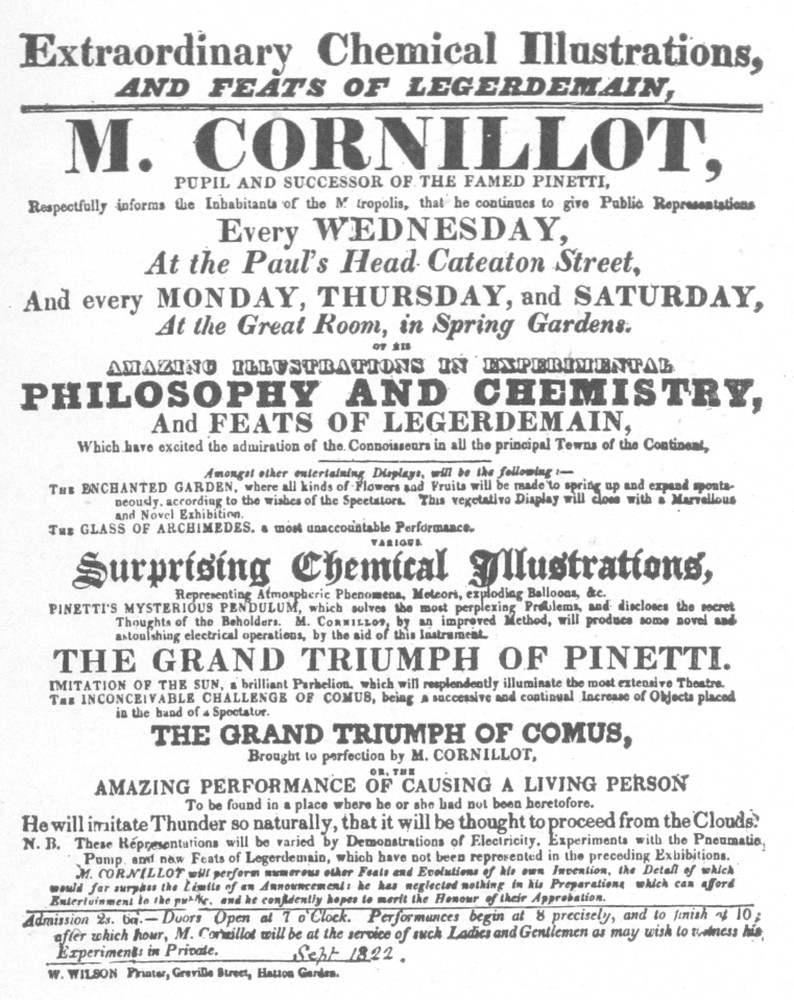 Extraordinary Chemical Illustrations,
AND FEATS OF LEGERDEMAIN,
M. CORNILLOT,
PUPIL AND SUCCESSOR OF THE FAMED PINETTI,
Respectfully informs the Inhabitants of the M tropolis, that he continues to give Public Representations
Every WEDNESDAY,
At the Paul's Head Cateaton Street,
And every MONDAY, THURSDAY, and SATURDAY,
At the Great Room, in Spring Gardens.
OF HIS
AMAZING ILLUSTRATIONS IN EXPERIMENTAL
PHILOSOPHY AND CHEMISTRY,
And FEATS OF LEGERDEMAIN,
Which have excited the admiration of the Connoisseurs in all the principal Towns of the Continent,
Amongst other entertaining Displays, will be the following:—
THE ENCHANTED GARDEN, where all kinds of Flowers and Fruits will be made to spring up and expand sponta-
neously, according to the wishes of the Spectators. This vegetative Display will close with a Marvellous
and Novel Exhibition.
THE GLASS OF ARCHIMEDES, a most unaccountable Performance.
VARIOUS
Surprising Chemical Illustrations,
Representing Atmospheric Phenomena, Meteors, exploding Balloons, &c.
PINETTI'S MYSTERIOUS PENDULUM, which solves the most perplexing Problems, and discloses the secret
Thoughts of the Beholders. M. CORNILLOT, by an improved Method, will produce some novel and
astonishing electrical operations, by the aid of this Instrument.
THE GRAND TRIUMPH OF PINETTI.
IMITATION OF THE SUN, a brilliant Parhelion, which will resplendently illuminate the most extensive Theatre.
THE INCONCEIVABLE CHALLENGE OF COMUS, being a successive and continual Increase of Objects placed
in the hand of a Spectator.
THE GRAND TRIUMPH OF COMUS,
Brought to perfection by M. CORNILLOT,
OR, THE
AMAZING PERFORMANCE OF CAUSING A LIVING PERSON
To be found in a place where he or she had not been heretofore.
He will imitate Thunder so naturally, that it will be thought to proceed from the Clouds.
N. B. These Representations will be varied by Demonstrations of Electricity, Experiments with the Pneumatic
Pump, and new Feats of Legerdemain, which have not been represented in the preceding Exhibitions.
M. CORNILLOT will perform numerous other Feats and Evolutions of his own Invention, the Detail of which
would far surpass the Limits of an Announcement; he has neglected nothing in his Preparations, which can afford
Entertainment to the public, and he confidently hopes to merit the Honour of their Approbation.
Admission 2s. 6d.—Doors Open at 7 o'Clock. Performances begin at 8 precisely, and to finish at 10;
after which hour, M. Cornillot will be at the service of such Ladies and Gentlemen as may wish to witness his
Experiments in Private. Sept 1822.
W. WILSON Printer, Greville Street, Hatton Garden.